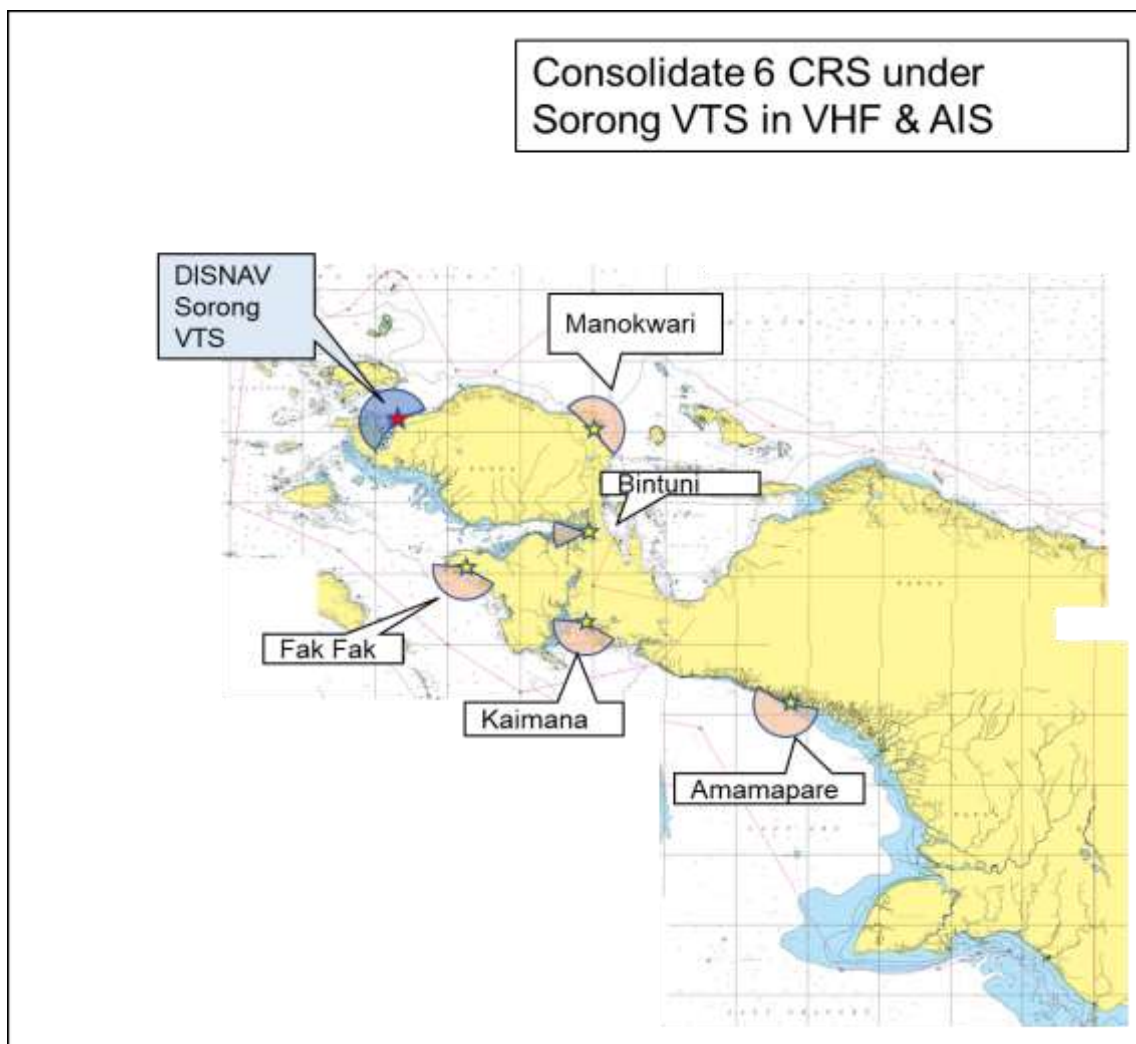 Consolidate 6 CRS under
Sorong VTS in VHF & AIS
DISNAV
Sorong
VTS
Manokwari
Bintuni
Fak Fak
Kaimana
Amamapare